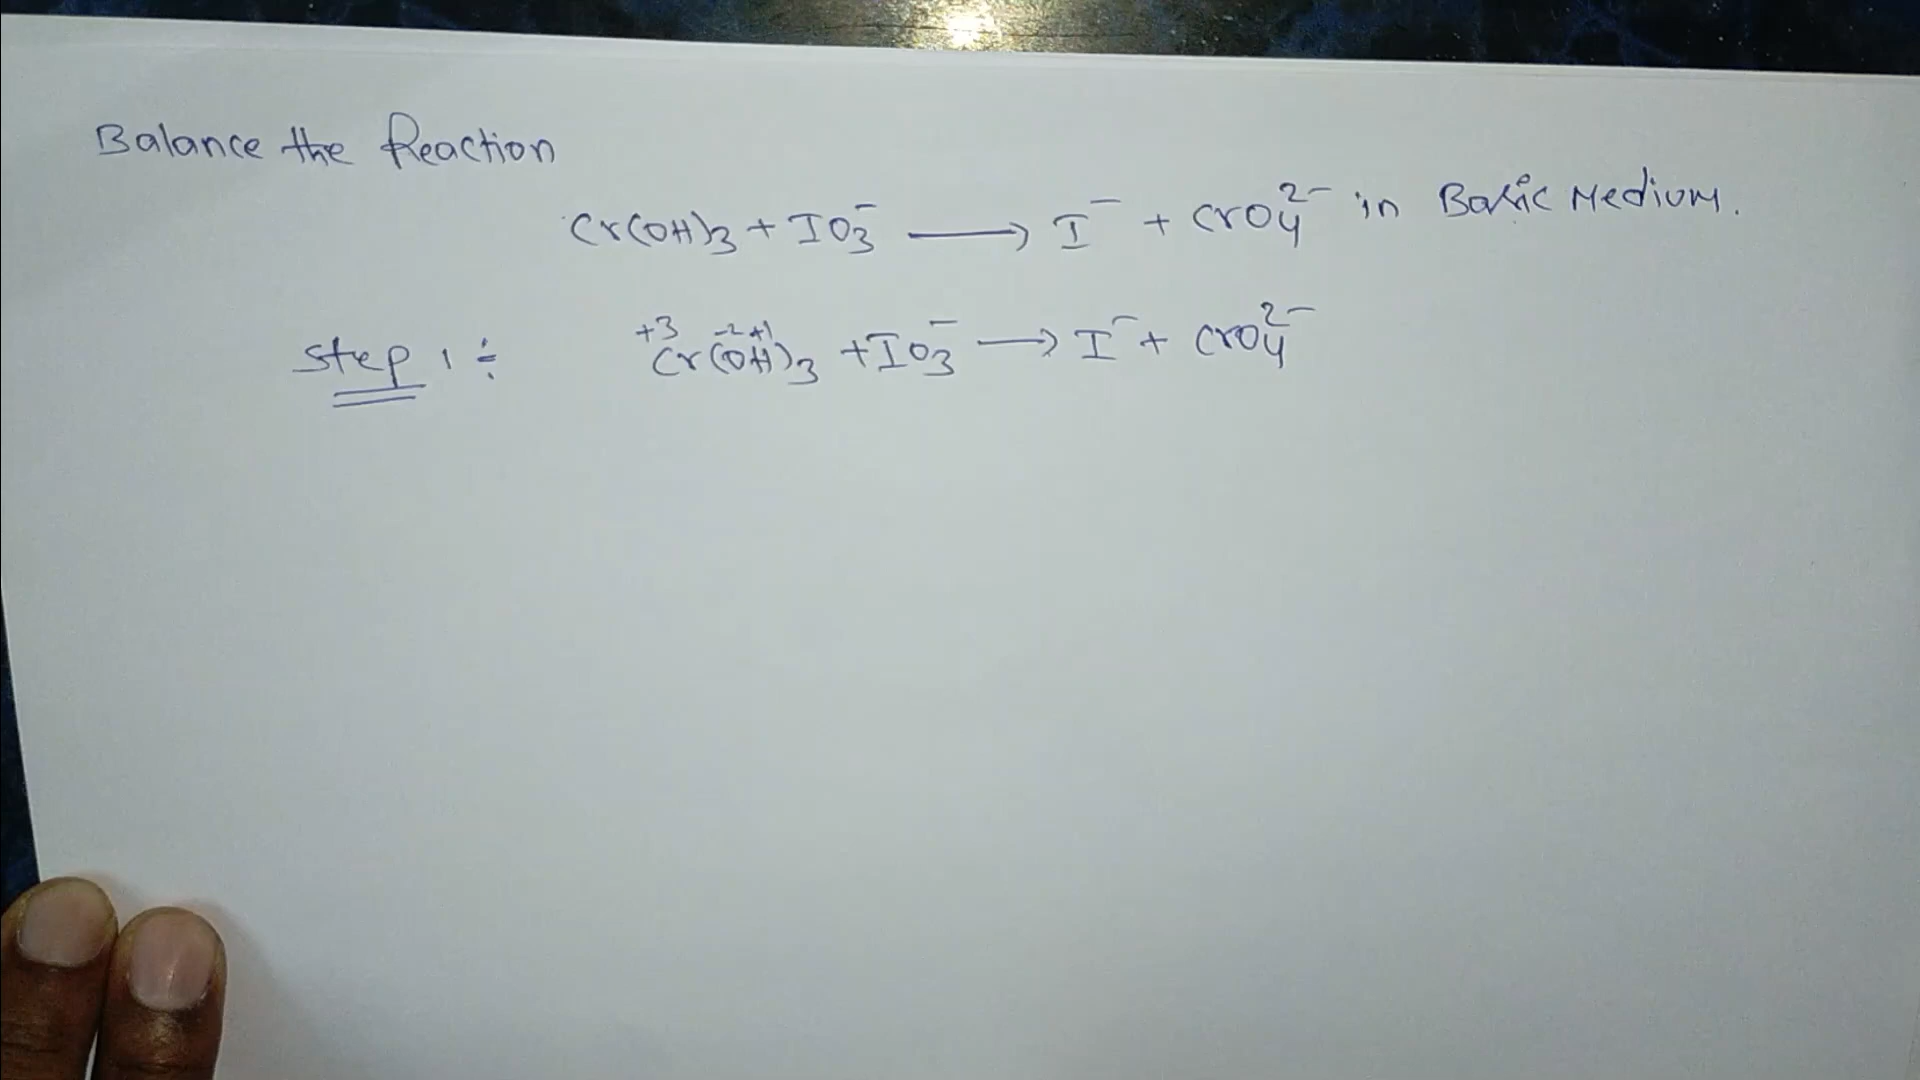 Balance the Reaction
Cr(OH)3 + IO3⁻ ⟶ I⁻ + CrO4²⁻ in Basic Medium.
+3 -2 +1
Step 1 ÷ Cr(OH)3 + IO3⁻ ⟶ I⁻ + CrO4²⁻